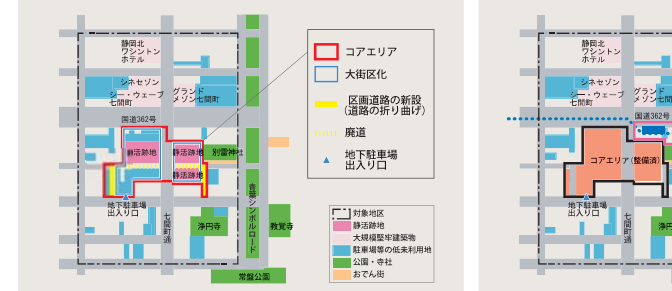 静岡北
ワシントン
ホテル
シネセゾン
シー・ウェーブ
七間町
グランド
メゾン七間町
国道362号
静活跡地
静活跡地
静活跡地
別雷神社
地下駐車場
出入り口
七間町通
青葉シンボルロード
浄円寺
教覚寺
常盤公園
コアエリア
大街区化
区画道路の新設
(道路の折り曲げ)
廃道
地下駐車場
出入り口
対象地区
静活跡地
大規模堅牢建築物
駐車場等の低未利用地
公園・寺社
おでん街
静岡北
ワシントン
ホテル
シネセゾン
シー・ウェーブ
七間町
グランド
メゾン七間
国道362号
コアエリア(整備済)
地下駐車場
出入り口
七間町通
浄円